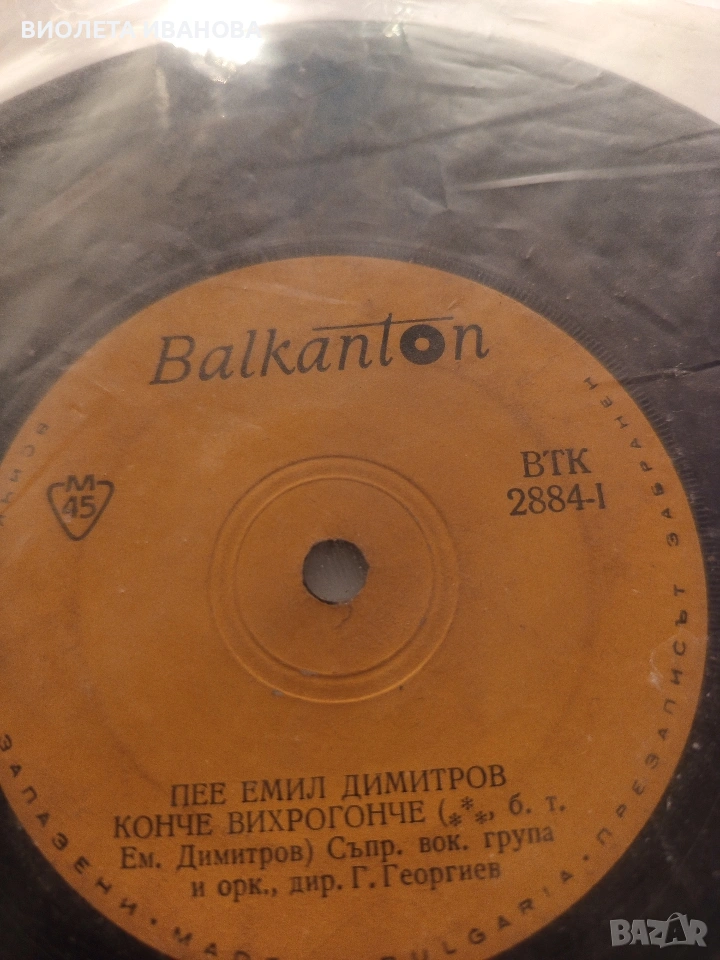 ВИОЛЕТА ИВАНОВА
Balkanton
М
45
ВТК
2884-I
ПЕЕ ЕМИЛ ДИМИТРОВ
КОНЧЕ ВИХРОГОНЧЕ (***, б. т.
Ем. Димитров) Съпр. вок. група
и орк., дир. Г. Георгиев
ЗАПАЗЕНИ · MADE
BULGARIA · ПРЕЗАПИСЪТ ЗАБРАНЕН
BAZAR